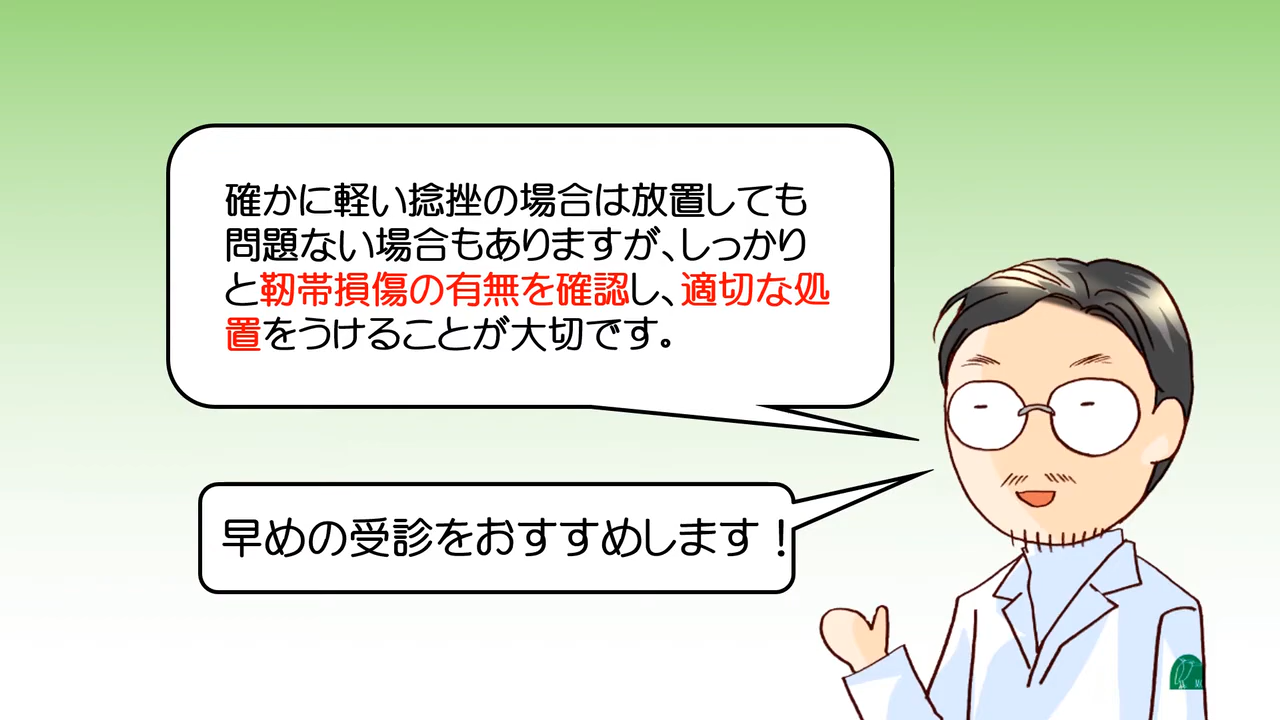 確かに軽い捻挫の場合は放置しても
問題ない場合もありますが、しっかり
と靭帯損傷の有無を確認し、適切な処
置をうけることが大切です。
早めの受診をおすすめします！